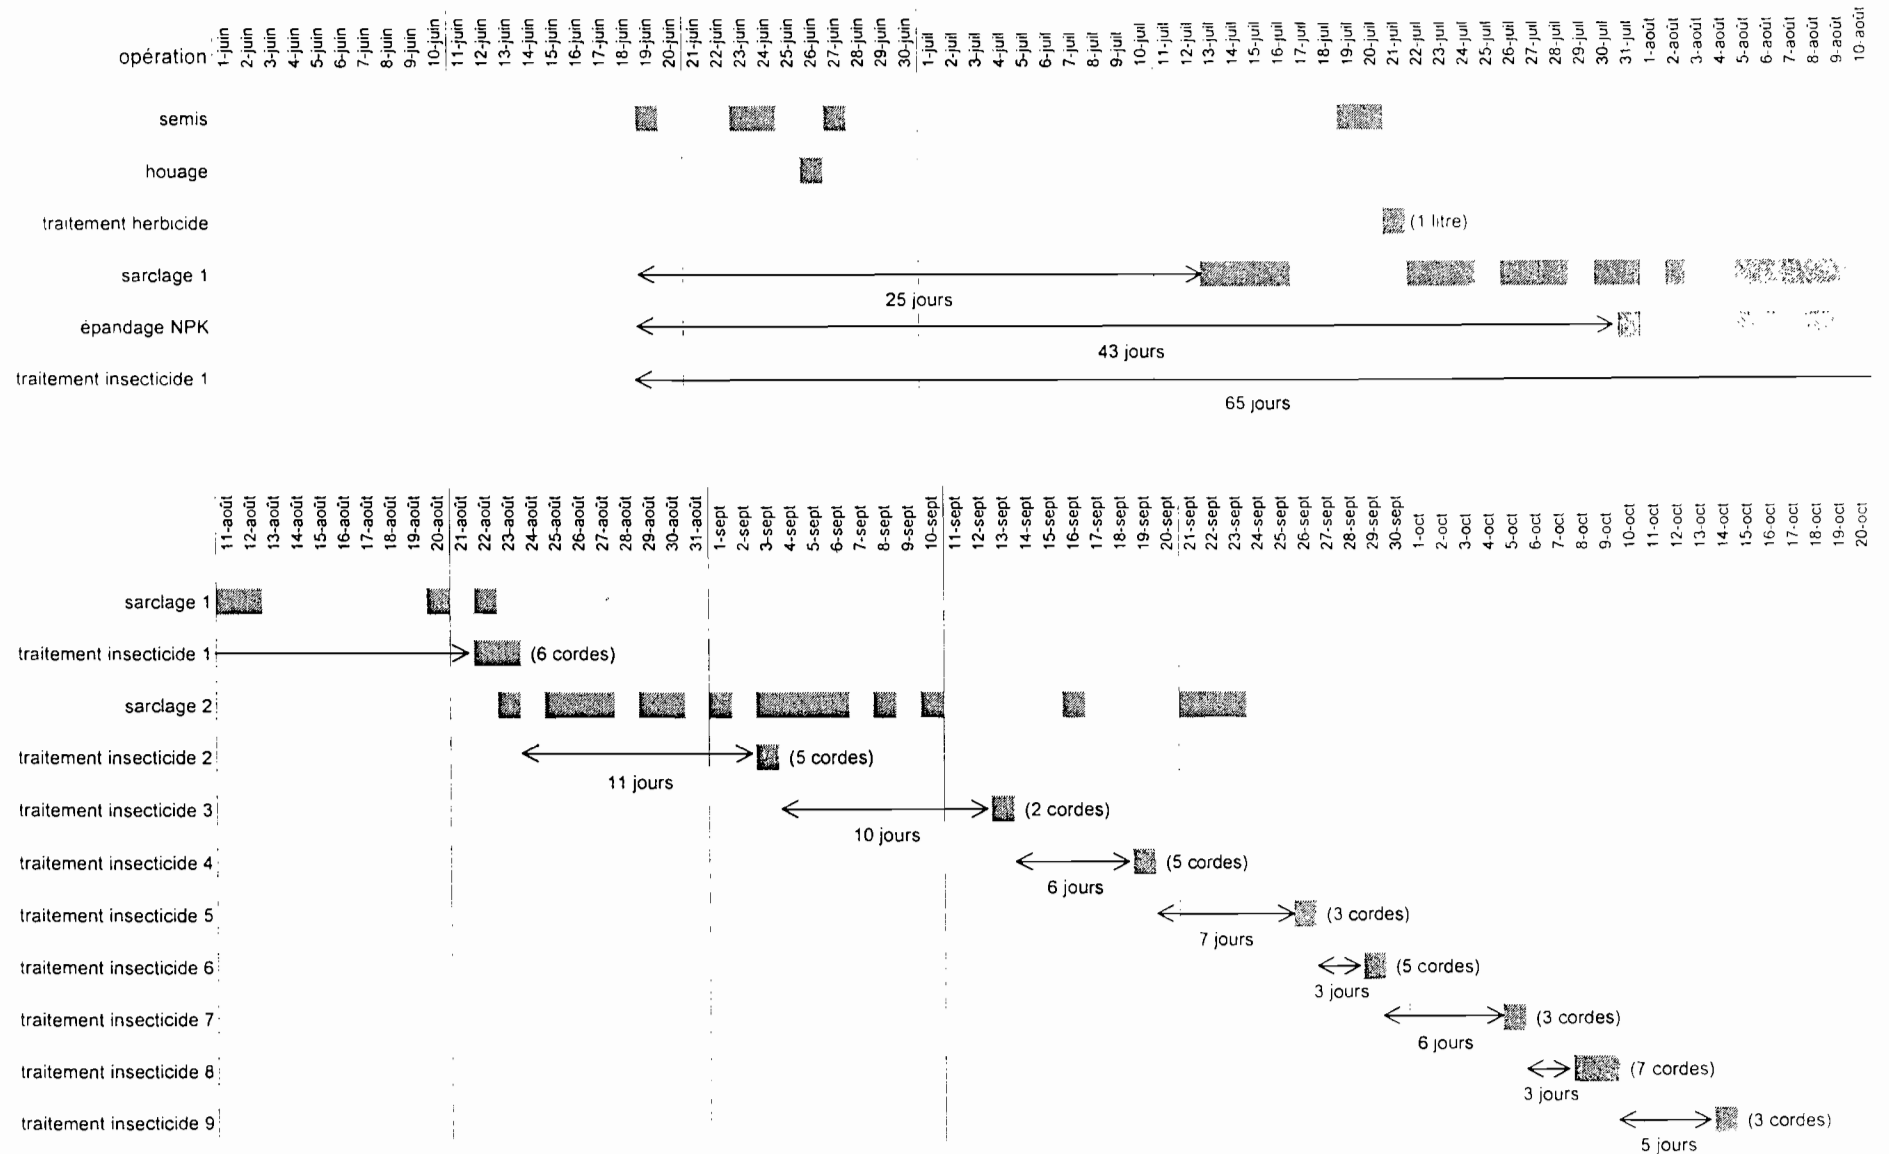 opération 1-juin 2-juin 3-juin 4-juin 5-juin 6-juin 7-juin 8-juin 9-juin 10-juin 11-juin 12-juin 13-juin 14-juin 15-juin 16-juin 17-juin 18-juin 19-juin 20-juin 21-juin 22-juin 23-juin 24-juin 25-juin 26-juin 27-juin 28-juin 29-juin 30-juin 1-juil 2-juil 3-juil 4-juil 5-juil 6-juil 7-juil 8-juil 9-juil 10-juil 11-juil 12-juil 13-juil 14-juil 15-juil 16-juil 17-juil 18-juil 19-juil 20-juil 21-juil 22-juil 23-juil 24-juil 25-juil 26-juil 27-juil 28-juil 29-juil 30-juil 31-juil 1-août 2-août 3-août 4-août 5-août 6-août 7-août 8-août 9-août 10-août
semis
houage
traitement herbicide (1 litre)
sarclage 1
25 jours
épandage NPK
43 jours
traitement insecticide 1
65 jours
11-août 12-août 13-août 14-août 15-août 16-août 17-août 18-août 19-août 20-août 21-août 22-août 23-août 24-août 25-août 26-août 27-août 28-août 29-août 30-août 31-août 1-sept 2-sept 3-sept 4-sept 5-sept 6-sept 7-sept 8-sept 9-sept 10-sept 11-sept 12-sept 13-sept 14-sept 15-sept 16-sept 17-sept 18-sept 19-sept 20-sept 21-sept 22-sept 23-sept 24-sept 25-sept 26-sept 27-sept 28-sept 29-sept 30-sept 1-oct 2-oct 3-oct 4-oct 5-oct 6-oct 7-oct 8-oct 9-oct 10-oct 11-oct 12-oct 13-oct 14-oct 15-oct 16-oct 17-oct 18-oct 19-oct 20-oct
sarclage 1
traitement insecticide 1 (6 cordes)
sarclage 2
traitement insecticide 2 (5 cordes)
11 jours
traitement insecticide 3 (2 cordes)
10 jours
traitement insecticide 4 (5 cordes)
6 jours
traitement insecticide 5 (3 cordes)
7 jours
traitement insecticide 6 (5 cordes)
3 jours
traitement insecticide 7 (3 cordes)
6 jours
traitement insecticide 8 (7 cordes)
3 jours
traitement insecticide 9 (3 cordes)
5 jours